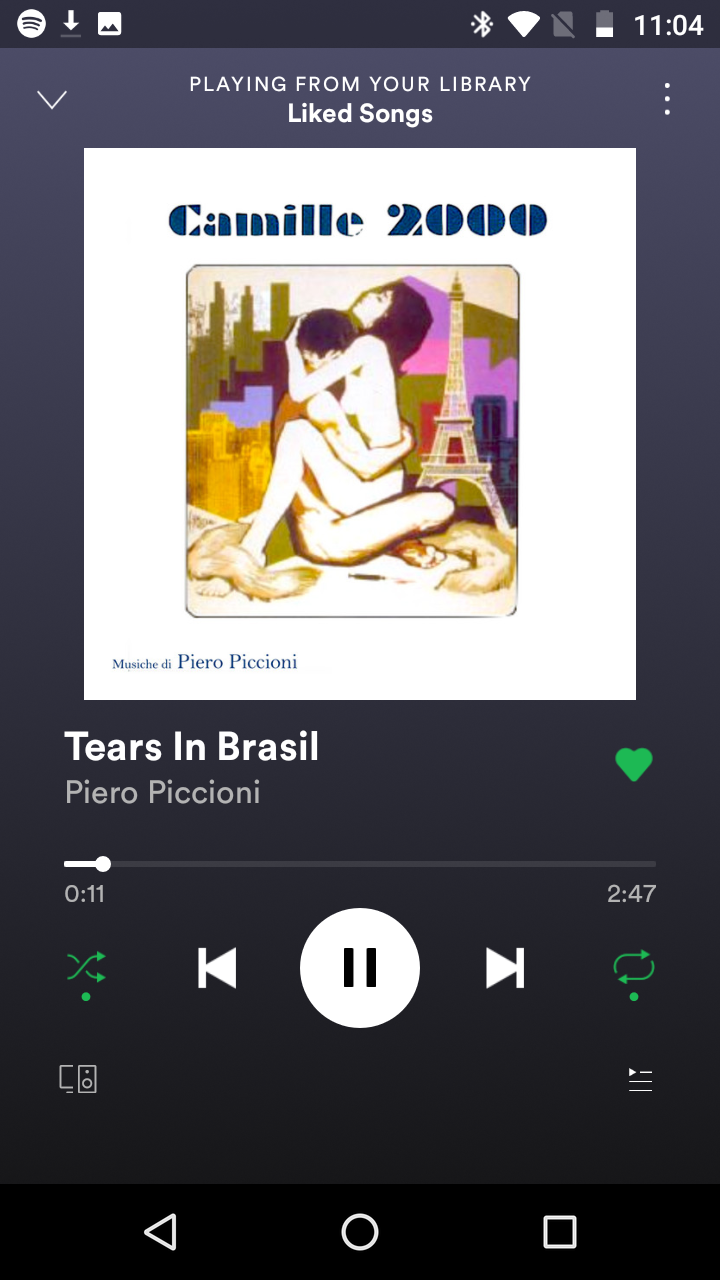 11:04
PLAYING FROM YOUR LIBRARY
Liked Songs
Camille 2000
Musiche di Piero Piccioni
Tears In Brasil
Piero Piccioni
0:11
2:47